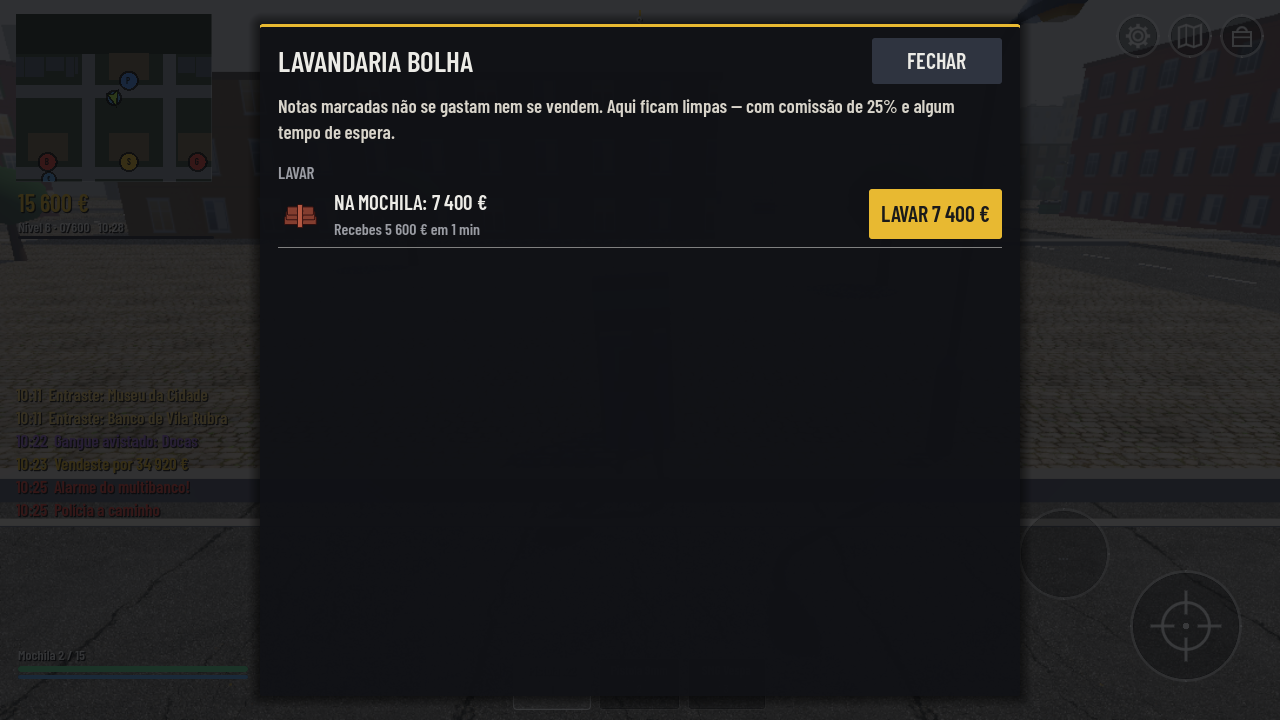 LAVANDARIA BOLHA
FECHAR
Notas marcadas não se gastam nem se vendem. Aqui ficam limpas — com comissão de 25% e algum
tempo de espera.
LAVAR
NA MOCHILA: 7 400 €
Recebes 5 600 € em 1 min
LAVAR 7 400 €
15 600 €
Nível 6 · 0/600 10:28
10:11 Entraste: Museu da Cidade
10:11 Entraste: Banco de Vila Rubra
10:22 Gangue avistado: Docas
10:23 Vendeste por 34 920 €
10:25 Alarme do multibanco!
10:25 Polícia a caminho
Mochila 2 / 15